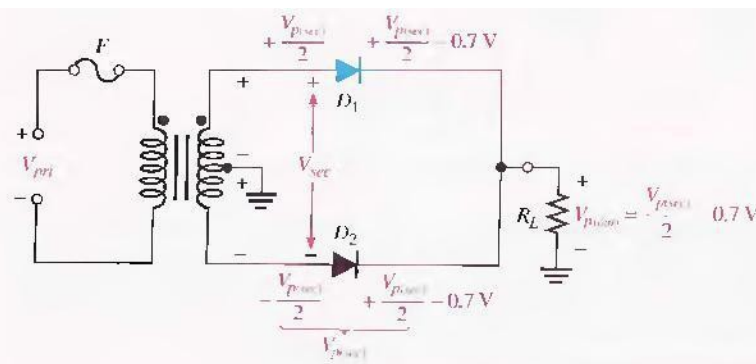 + V_p(sec)/2
+ V_p(sec)/2 − 0.7 V
F
+ +
D₁
+
V_pri
−
− +
V_sec
+
R_L
V_p(out) = V_p(sec)/2 0.7 V
−
D₂
− −
− V_p(sec)/2 + V_p(sec)/2 − 0.7 V
V_p(sec)